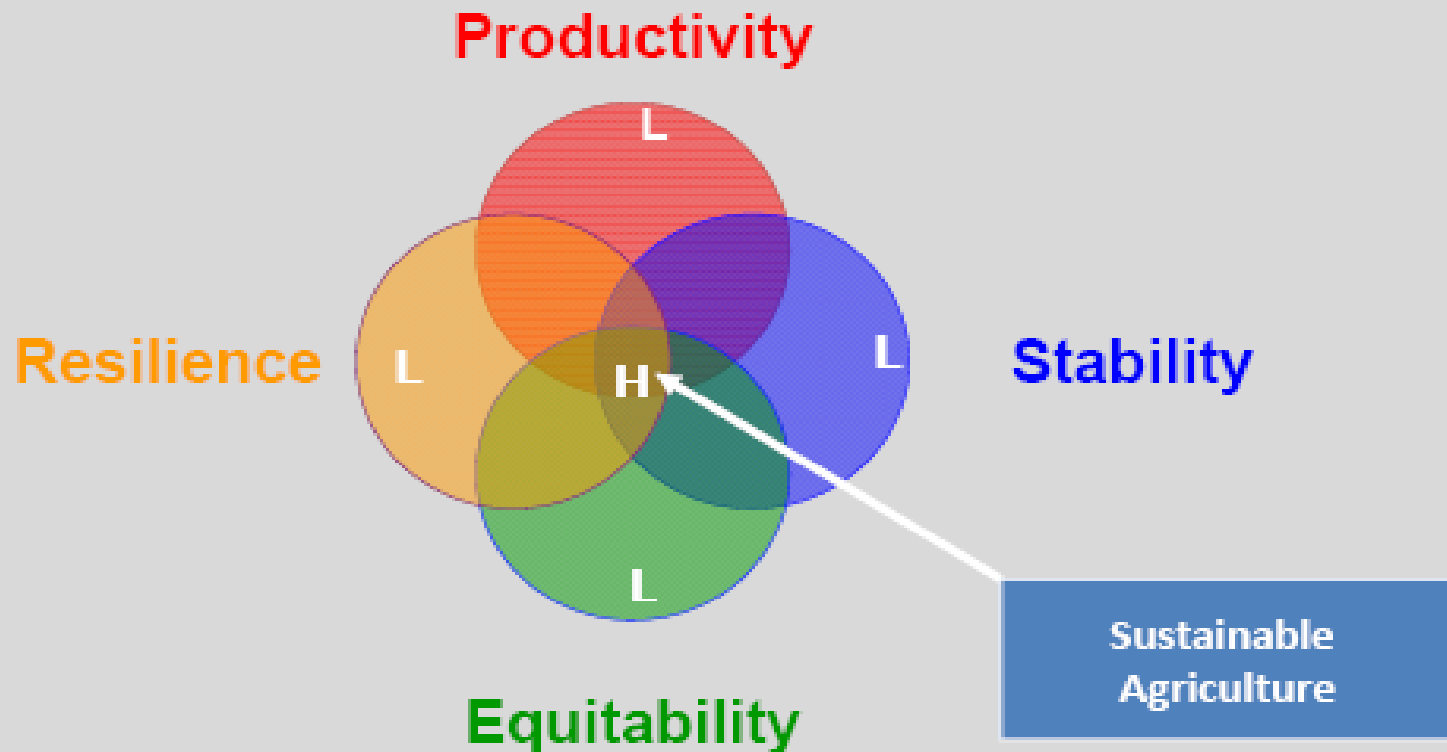 Productivity
L
Resilience
L
H
L
Stability
L
Sustainable
Agriculture
Equitability